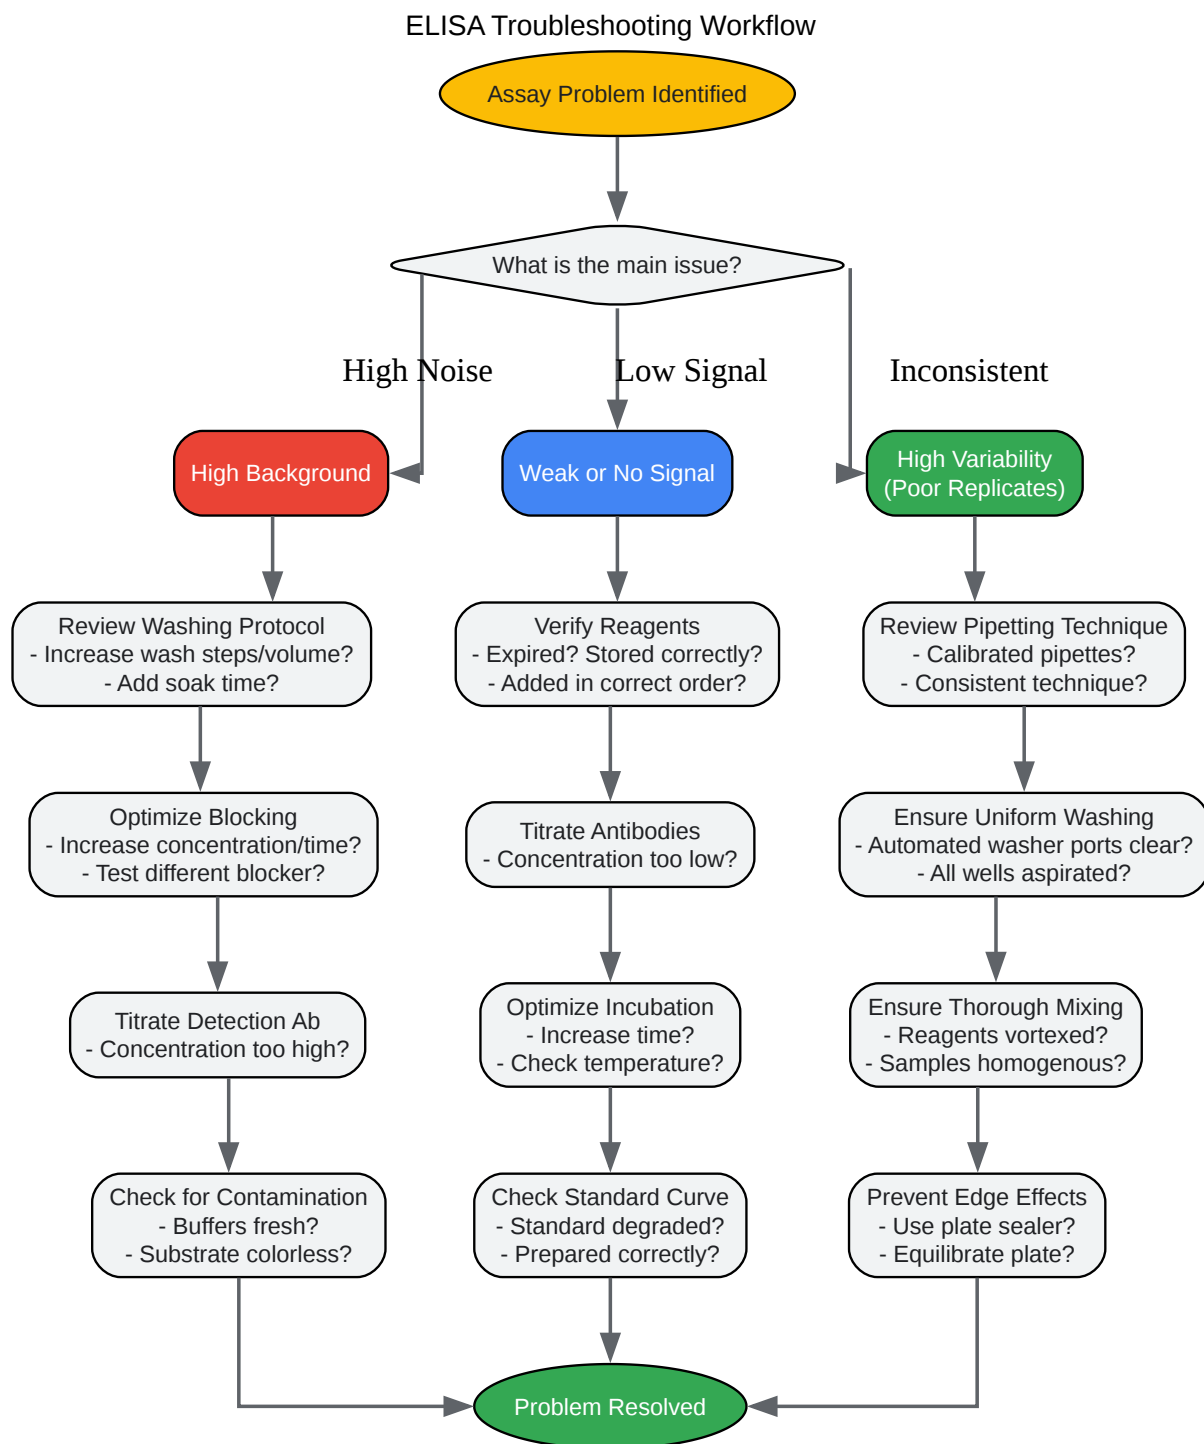 ELISA Troubleshooting Workflow
Assay Problem Identified
What is the main issue?
High Noise
Low Signal
Inconsistent
High Background
Weak or No Signal
High Variability
(Poor Replicates)
Review Washing Protocol
- Increase wash steps/volume?
- Add soak time?
Verify Reagents
- Expired? Stored correctly?
- Added in correct order?
Review Pipetting Technique
- Calibrated pipettes?
- Consistent technique?
Optimize Blocking
- Increase concentration/time?
- Test different blocker?
Titrate Antibodies
- Concentration too low?
Ensure Uniform Washing
- Automated washer ports clear?
- All wells aspirated?
Titrate Detection Ab
- Concentration too high?
Optimize Incubation
- Increase time?
- Check temperature?
Ensure Thorough Mixing
- Reagents vortexed?
- Samples homogenous?
Check for Contamination
- Buffers fresh?
- Substrate colorless?
Check Standard Curve
- Standard degraded?
- Prepared correctly?
Prevent Edge Effects
- Use plate sealer?
- Equilibrate plate?
Problem Resolved